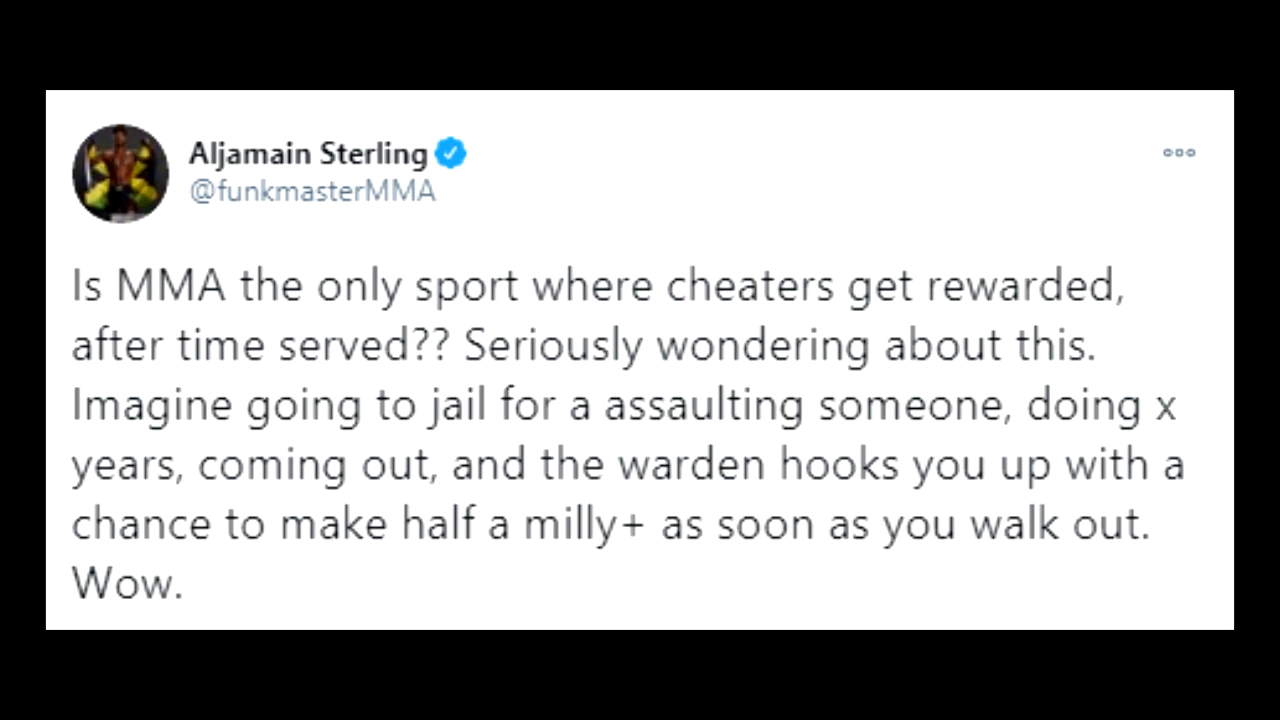 Aljamain Sterling
@funkmasterMMA
Is MMA the only sport where cheaters get rewarded,
after time served?? Seriously wondering about this.
Imagine going to jail for a assaulting someone, doing x
years, coming out, and the warden hooks you up with a
chance to make half a milly+ as soon as you walk out.
Wow.